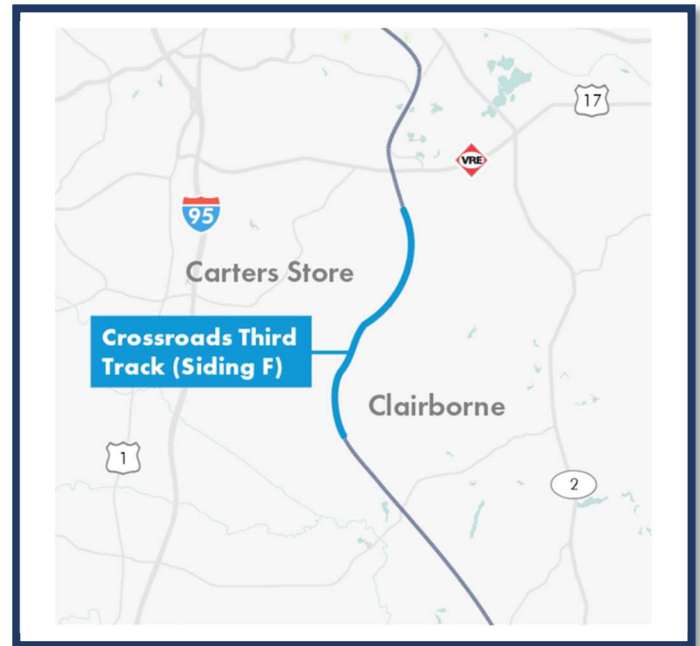 17
VRE
95
Carters Store
Crossroads Third
Track (Siding F)
Clairborne
1
2